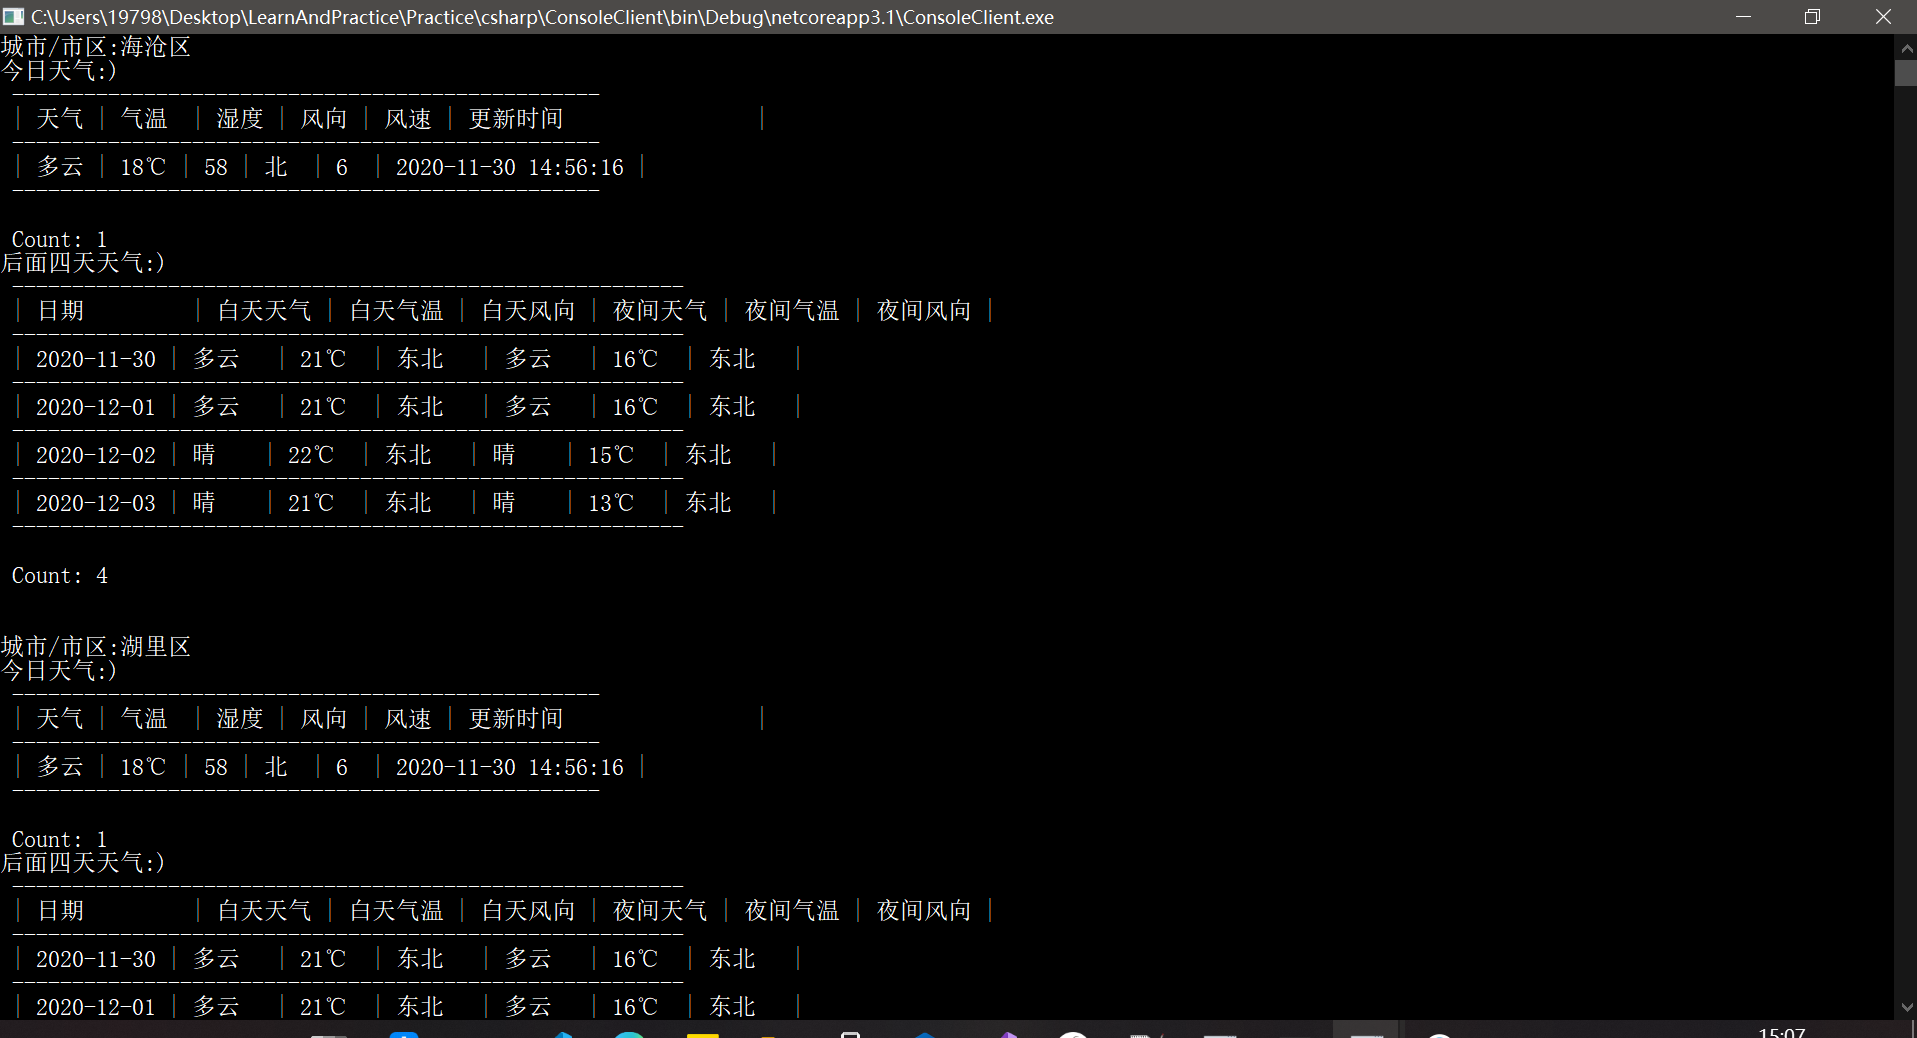 C:\Users\19798\Desktop\LearnAndPractice\Practice\csharp\ConsoleClient\bin\Debug\netcoreapp3.1\ConsoleClient.exe
城市/市区:海沧区
今日天气:)
-------------------------------------------------
| 天气 | 气温  | 湿度 | 风向 | 风速 | 更新时间                |
-------------------------------------------------
| 多云 | 18℃ | 58 | 北  | 6  | 2020-11-30 14:56:16 |
-------------------------------------------------
Count: 1
后面四天天气:)
--------------------------------------------------------
| 日期         | 白天天气 | 白天气温 | 白天风向 | 夜间天气 | 夜间气温 | 夜间风向 |
--------------------------------------------------------
| 2020-11-30 | 多云   | 21℃  | 东北   | 多云   | 16℃  | 东北   |
--------------------------------------------------------
| 2020-12-01 | 多云   | 21℃  | 东北   | 多云   | 16℃  | 东北   |
--------------------------------------------------------
| 2020-12-02 | 晴    | 22℃  | 东北   | 晴    | 15℃  | 东北   |
--------------------------------------------------------
| 2020-12-03 | 晴    | 21℃  | 东北   | 晴    | 13℃  | 东北   |
--------------------------------------------------------
Count: 4
城市/市区:湖里区
今日天气:)
-------------------------------------------------
| 天气 | 气温  | 湿度 | 风向 | 风速 | 更新时间                |
-------------------------------------------------
| 多云 | 18℃ | 58 | 北  | 6  | 2020-11-30 14:56:16 |
-------------------------------------------------
Count: 1
后面四天天气:)
--------------------------------------------------------
| 日期         | 白天天气 | 白天气温 | 白天风向 | 夜间天气 | 夜间气温 | 夜间风向 |
--------------------------------------------------------
| 2020-11-30 | 多云   | 21℃  | 东北   | 多云   | 16℃  | 东北   |
--------------------------------------------------------
| 2020-12-01 | 多云   | 21℃  | 东北   | 多云   | 16℃  | 东北   |
15:07